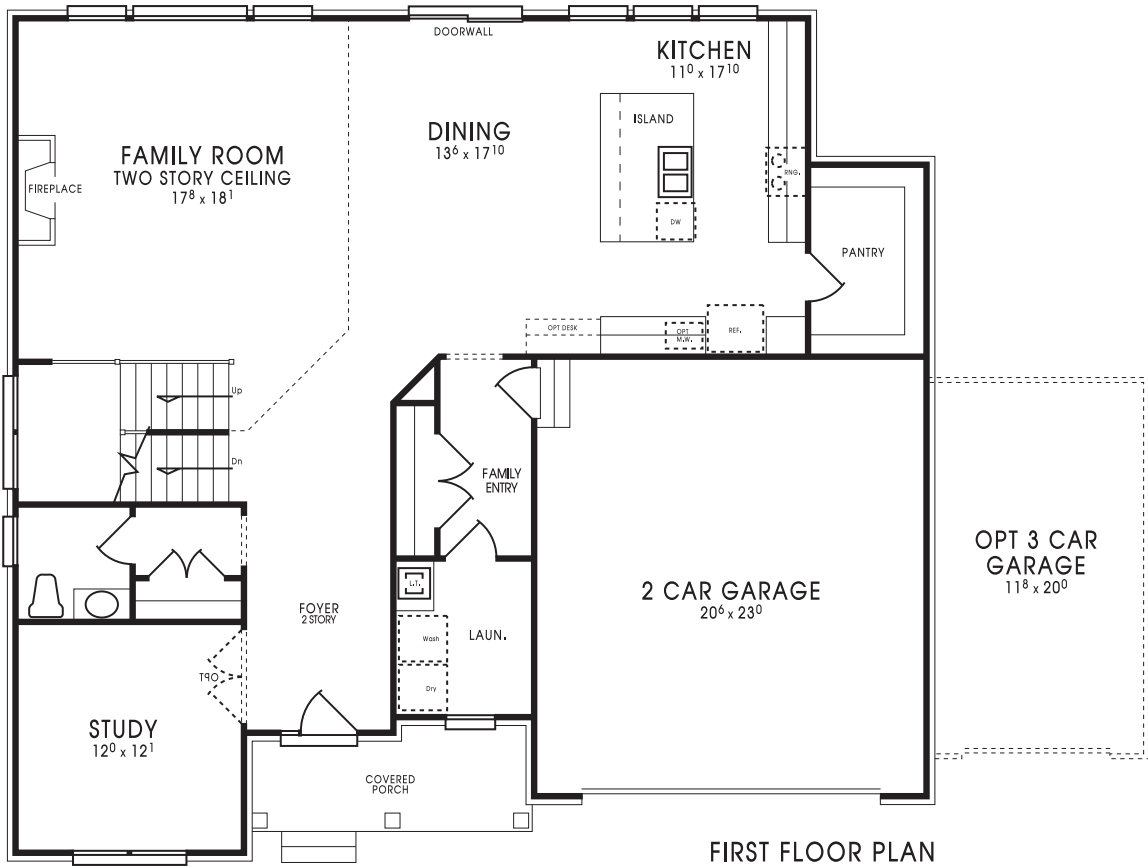 DOORWALL
KITCHEN
11⁰ x 17¹⁰
ISLAND
DINING
13⁶ x 17¹⁰
FAMILY ROOM
TWO STORY CEILING
17⁸ x 18¹
FIREPLACE
RNG.
DW
PANTRY
OPT DESK
OPT
M.W.
REF.
Up
Dn
FAMILY
ENTRY
OPT 3 CAR
GARAGE
11⁸ x 20⁰
2 CAR GARAGE
20⁶ x 23⁰
L.T.
FOYER
2 STORY
Wash
LAUN.
Dry
OPT
STUDY
12⁰ x 12¹
COVERED
PORCH
FIRST FLOOR PLAN